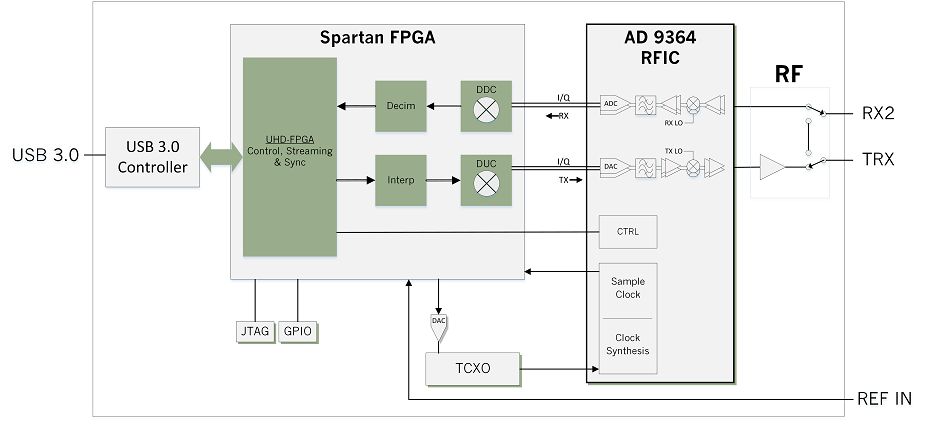 Spartan FPGA
AD 9364
RFIC
RF
USB 3.0
USB 3.0
Controller
UHD-FPGA
Control, Streaming
& Sync
Decim
DDC
I/Q
RX
ADC
RX LO
RX2
Interp
DUC
I/Q
TX
DAC
TX LO
TRX
CTRL
Sample
Clock
Clock
Synthesis
JTAG
GPIO
DAC
TCXO
REF IN